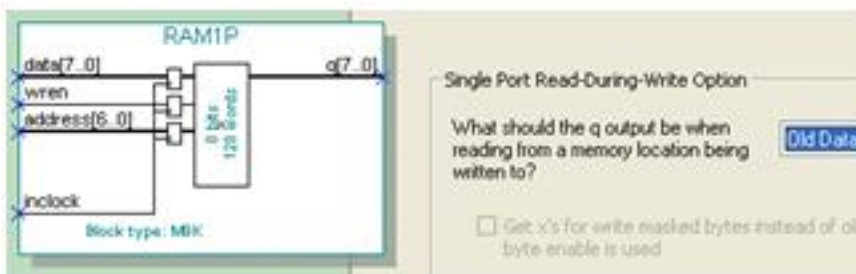 RAM1P
data[7..0]
q[7..0]
wren
address[6..0]
8 bits
128 words
inclock
Block type: M9K
Single Port Read-During-Write Option
What should the q output be when
reading from a memory location being
written to?
Old Data
Get x's for write masked bytes instead of
byte enable is used